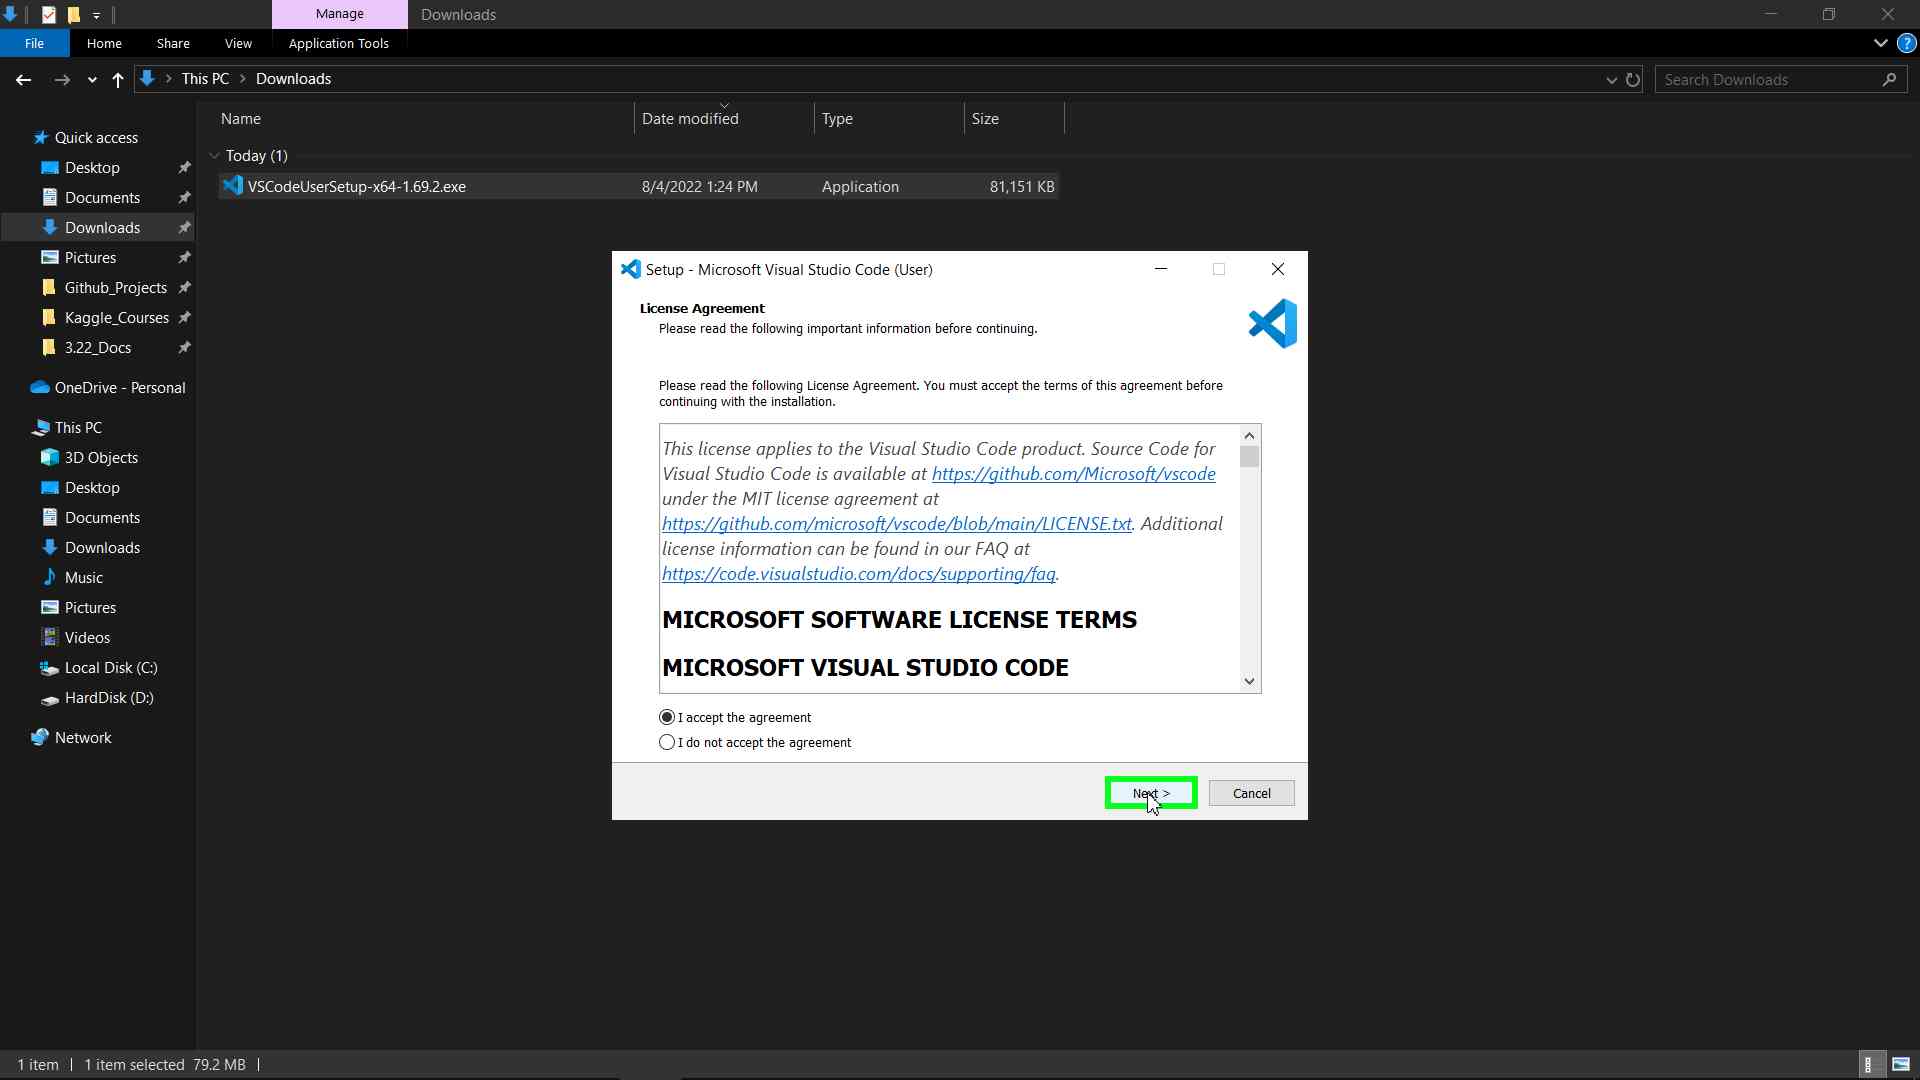 Manage
Downloads
File
Home
Share
View
Application Tools
?
This PC > Downloads
Search Downloads
Name
Date modified
Type
Size
Today (1)
VSCodeUserSetup-x64-1.69.2.exe
8/4/2022 1:24 PM
Application
81,151 KB
Quick access
Desktop
Documents
Downloads
Pictures
Github_Projects
Kaggle_Courses
3.22_Docs
OneDrive - Personal
This PC
3D Objects
Desktop
Documents
Downloads
Music
Pictures
Videos
Local Disk (C:)
HardDisk (D:)
Network
Setup - Microsoft Visual Studio Code (User)
License Agreement
Please read the following important information before continuing.
Please read the following License Agreement. You must accept the terms of this agreement before
continuing with the installation.
This license applies to the Visual Studio Code product. Source Code for
Visual Studio Code is available at https://github.com/Microsoft/vscode
under the MIT license agreement at
https://github.com/microsoft/vscode/blob/main/LICENSE.txt. Additional
license information can be found in our FAQ at
https://code.visualstudio.com/docs/supporting/faq.
MICROSOFT SOFTWARE LICENSE TERMS
MICROSOFT VISUAL STUDIO CODE
I accept the agreement
I do not accept the agreement
Next >
Cancel
1 item
1 item selected 79.2 MB